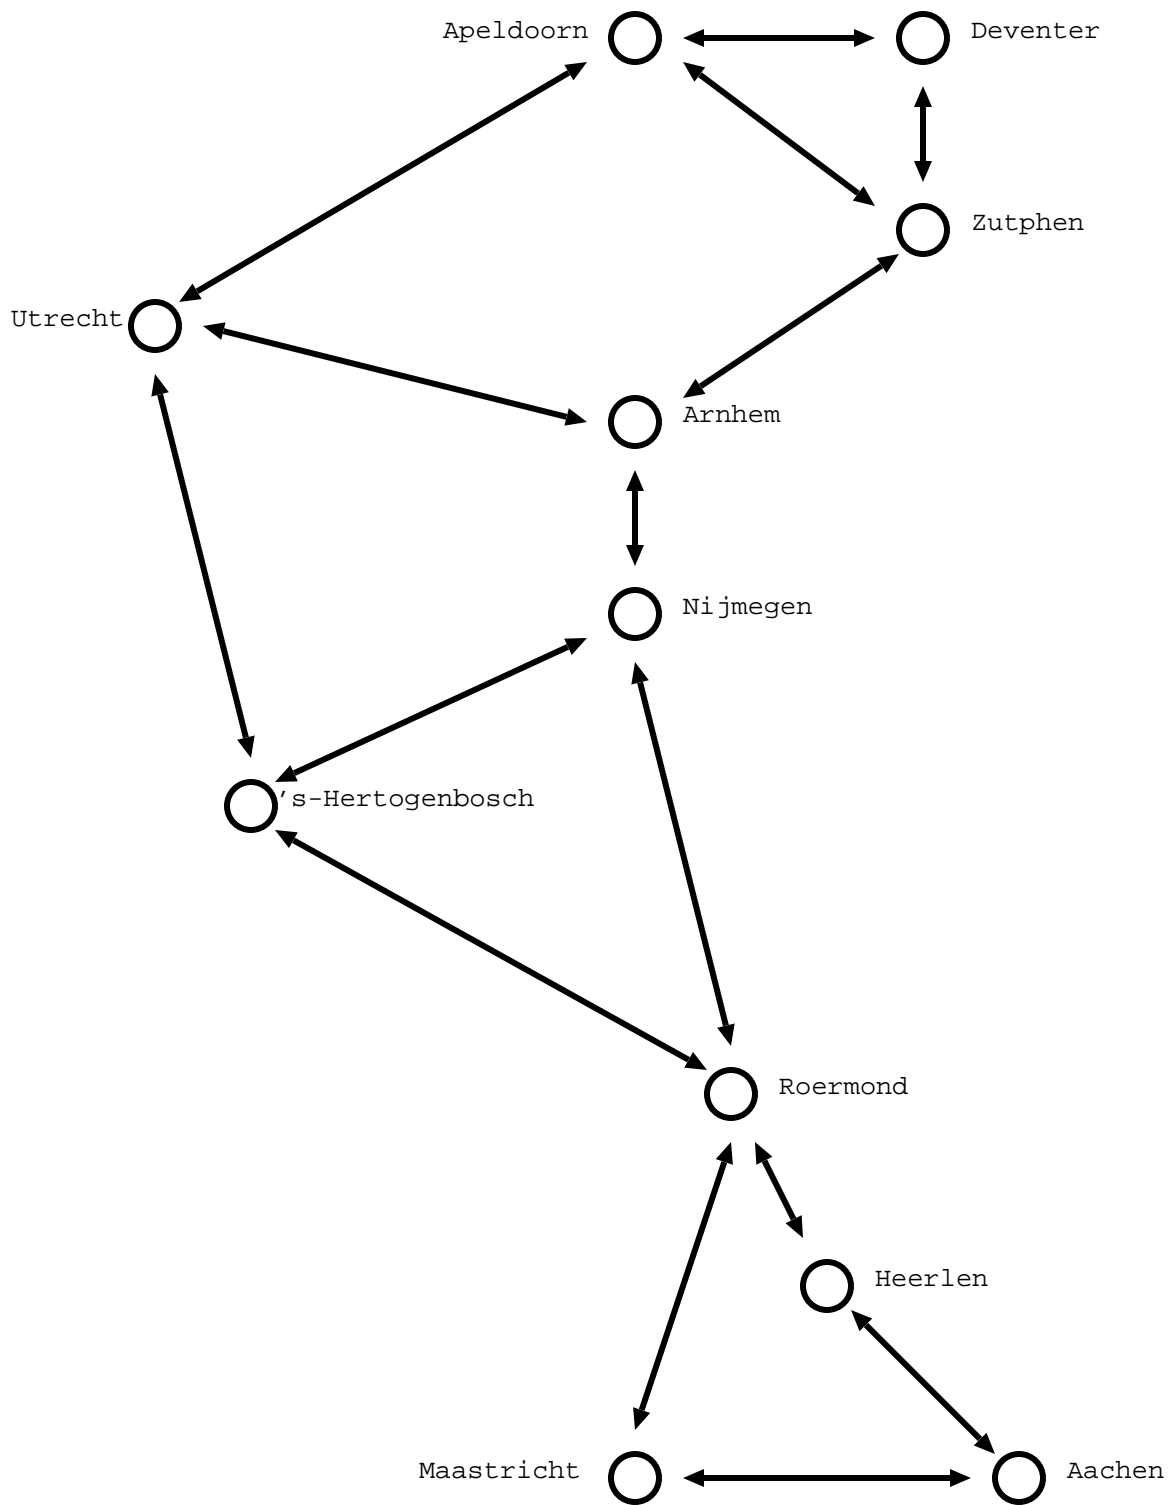 Apeldoorn
Deventer
Zutphen
Utrecht
Arnhem
Nijmegen
's-Hertogenbosch
Roermond
Heerlen
Maastricht
Aachen